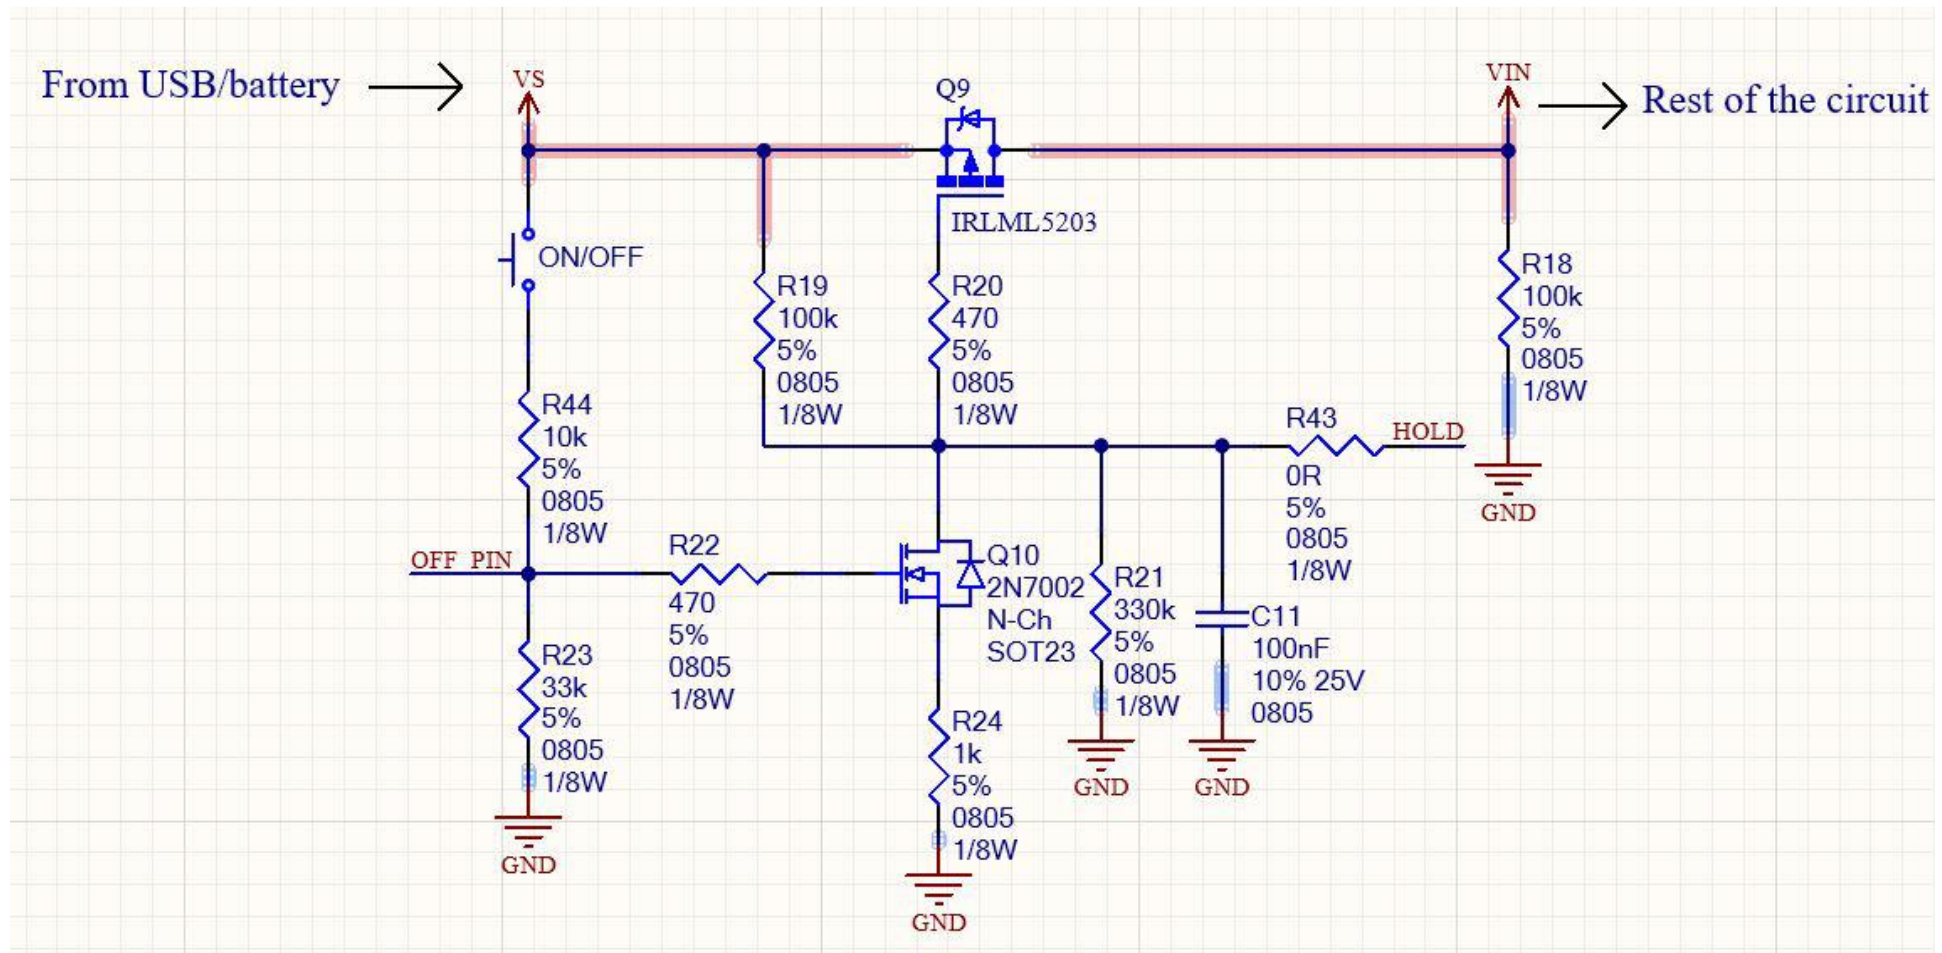 From USB/battery
VS
Q9
VIN
Rest of the circuit
IRLML5203
ON/OFF
R19
100k
5%
0805
1/8W
R20
470
5%
0805
1/8W
R18
100k
5%
0805
1/8W
GND
R44
10k
5%
0805
1/8W
R43
HOLD
0R
5%
0805
1/8W
OFF PIN
R22
470
5%
0805
1/8W
Q10
2N7002
N-Ch
SOT23
R21
330k
5%
0805
1/8W
GND
C11
100nF
10% 25V
0805
GND
R23
33k
5%
0805
1/8W
GND
R24
1k
5%
0805
1/8W
GND